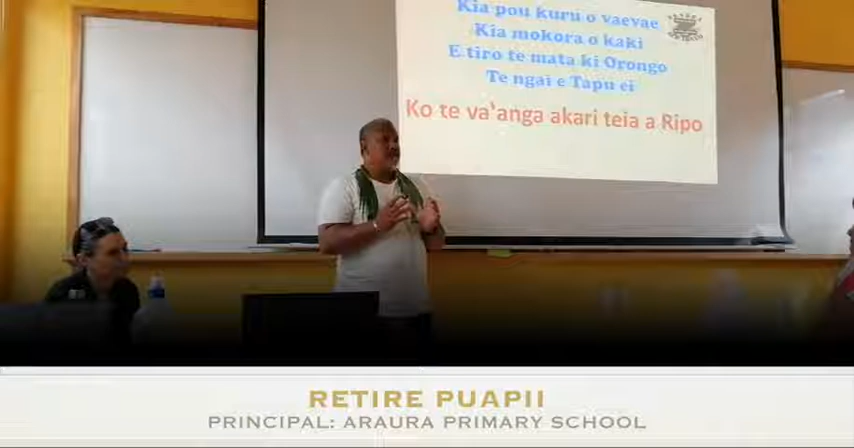 Kia pou kuru o vaevae
Kia mokora o kaki
E tiro te mata ki Orongo
Te ngai e Tapu ei
Ko te va'anga akari teia a Ripo
RETIRE PUAPII
PRINCIPAL: ARAURA PRIMARY SCHOOL